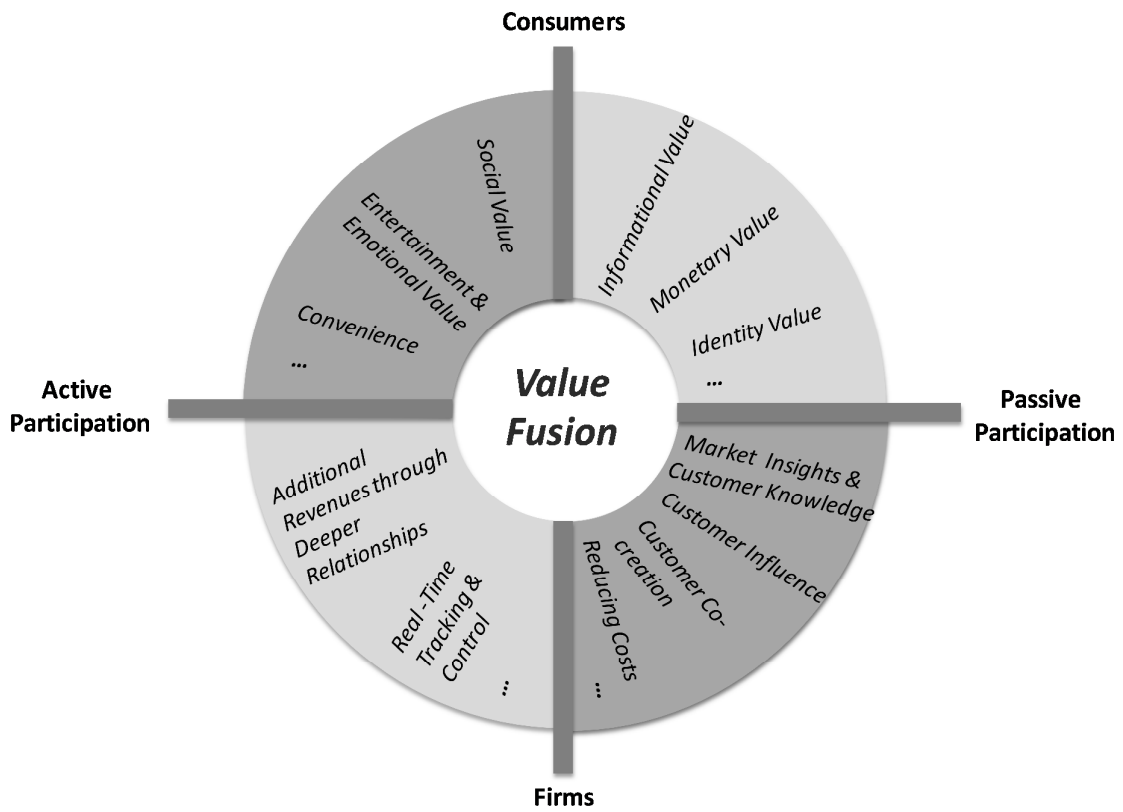 Consumers
Social Value
Entertainment &
Emotional Value
Convenience
...
Informational Value
Monetary Value
Identity Value
...
Active
Participation
Value
Fusion
Passive
Participation
Additional
Revenues through
Deeper
Relationships
Real -Time
Tracking &
Control
...
Market Insights &
Customer Knowledge
Customer Influence
Customer Co-
creation
Reducing Costs
...
Firms